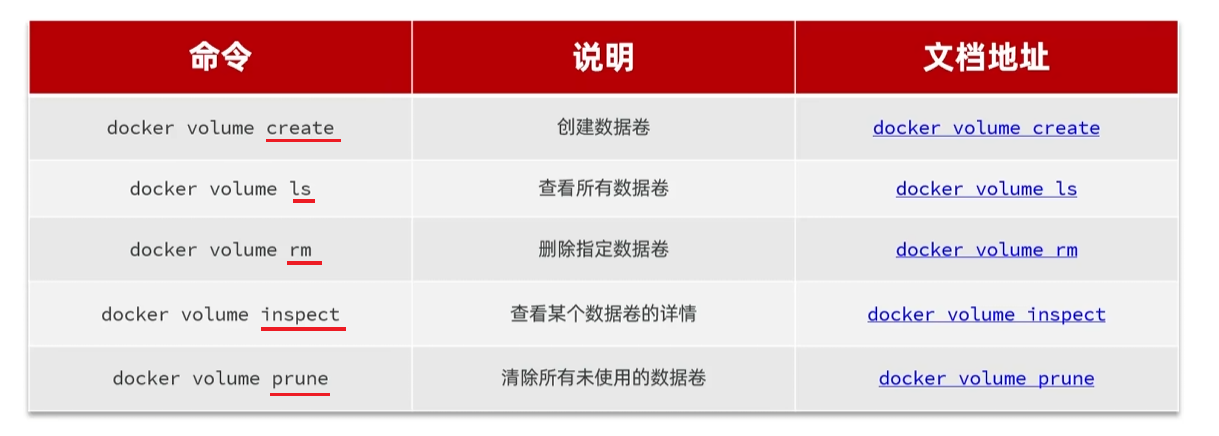 命令 说明 文档地址
docker volume create 创建数据卷 docker volume create
docker volume ls 查看所有数据卷 docker volume ls
docker volume rm 删除指定数据卷 docker volume rm
docker volume inspect 查看某个数据卷的详情 docker volume inspect
docker volume prune 清除所有未使用的数据卷 docker volume prune